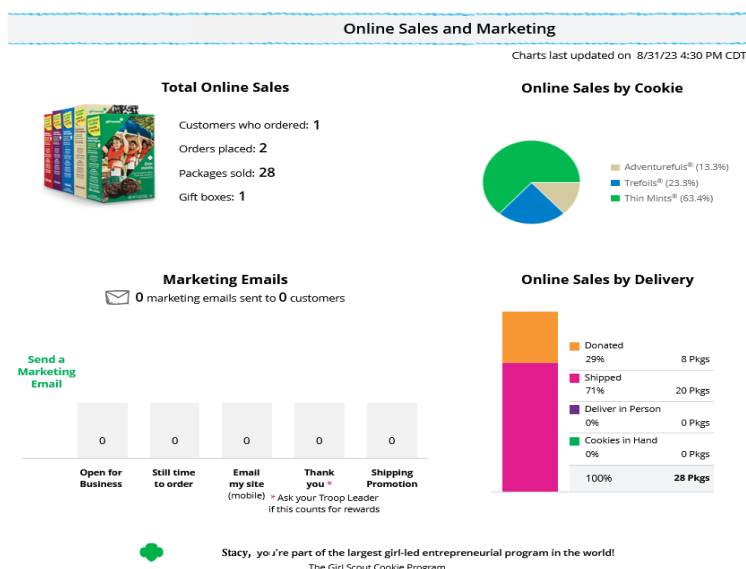 Online Sales and Marketing
Charts last updated on 8/31/23 4:30 PM CDT
Total Online Sales
Customers who ordered: 1
Orders placed: 2
Packages sold: 28
Gift boxes: 1
Online Sales by Cookie
Adventurefuls® (13.3%)
Trefoils® (23.3%)
Thin Mints® (63.4%)
Marketing Emails
0 marketing emails sent to 0 customers
Send a
Marketing
Email
0 0 0 0 0
Open for
Business
Still time
to order
Email
my site
(mobile)
Thank
you *
Shipping
Promotion
* Ask your Troop Leader
if this counts for rewards
Online Sales by Delivery
Donated
29% 8 Pkgs
Shipped
71% 20 Pkgs
Deliver in Person
0% 0 Pkgs
Cookies in Hand
0% 0 Pkgs
100% 28 Pkgs
Stacy, you're part of the largest girl-led entrepreneurial program in the world!
The Girl Scout Cookie Program